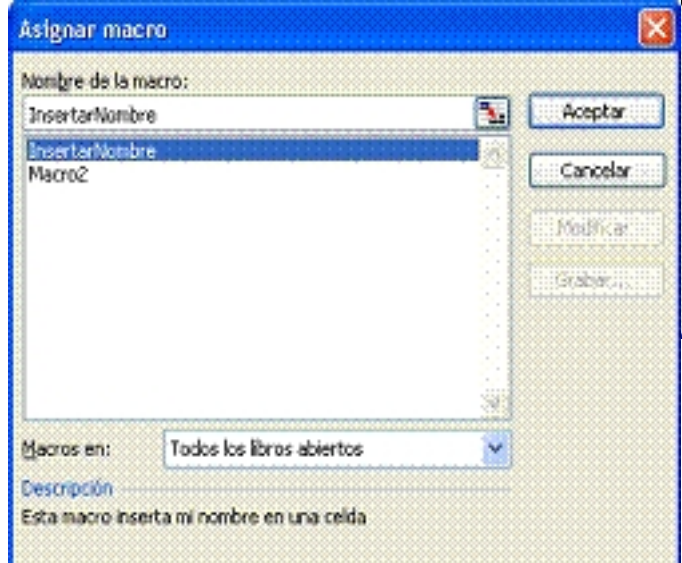 Asignar macro
Nombre de la macro:
InsertarNombre
Aceptar
InsertarNombre
Macro2
Cancelar
Modificar
Grabar...
Macros en:
Todos los libros abiertos
Descripción
Esta macro inserta mi nombre en una celda